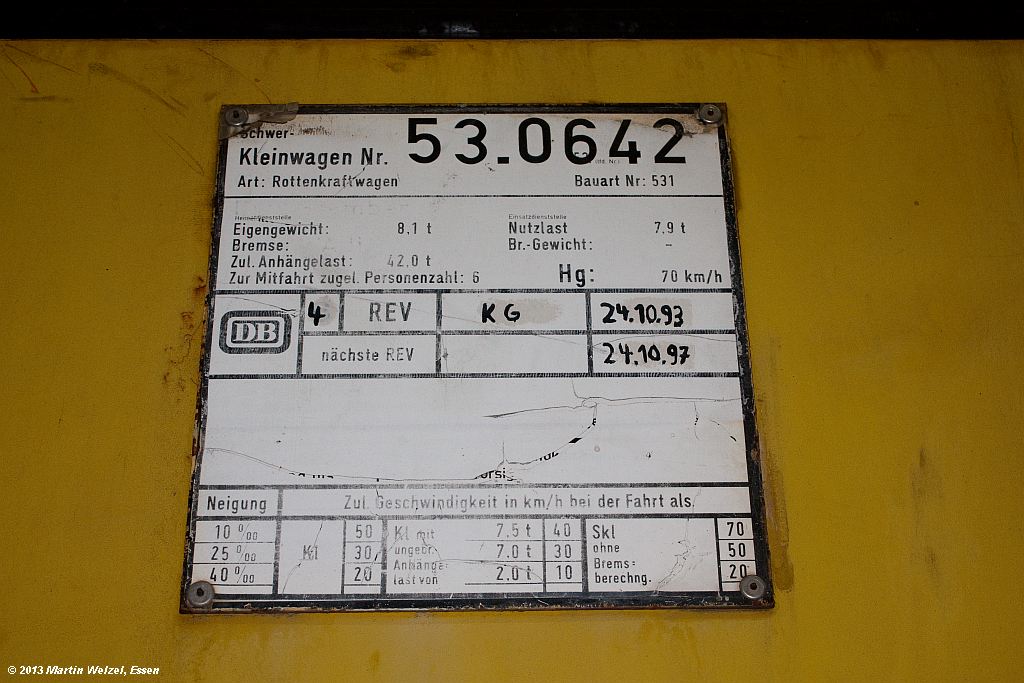 Schwer-
Kleinwagen Nr. 53.0642
(lfd. Nr.)
Art: Rottenkraftwagen Bauart Nr: 531
Heimatdienststelle Einsatzdienststelle
Eigengewicht: 8,1 t Nutzlast 7,9 t
Bremse: Br.-Gewicht: -
Zul. Anhängelast: 42,0 t
Zur Mitfahrt zugel. Personenzahl: 6 Hg: 70 km/h
DB 4 REV KG 24.10.93
nächste REV 24.10.97
Neigung Zul. Geschwindigkeit in km/h bei der Fahrt als
10 ‰ Kl 50 Kl mit 7,5 t 40 Skl 70
25 ‰ 30 ungebr. 7,0 t 30 ohne 50
40 ‰ 20 Anhänge- 2,0 t 10 Brems- 20
last von berechng.
© 2013 Martin Welzel, Essen